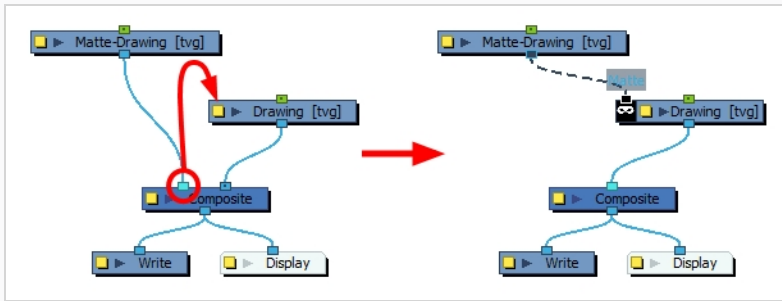 Matte-Drawing [tvg]
Drawing [tvg]
Composite
Write
Display
Matte-Drawing [tvg]
Matte
Drawing [tvg]
Composite
Write
Display